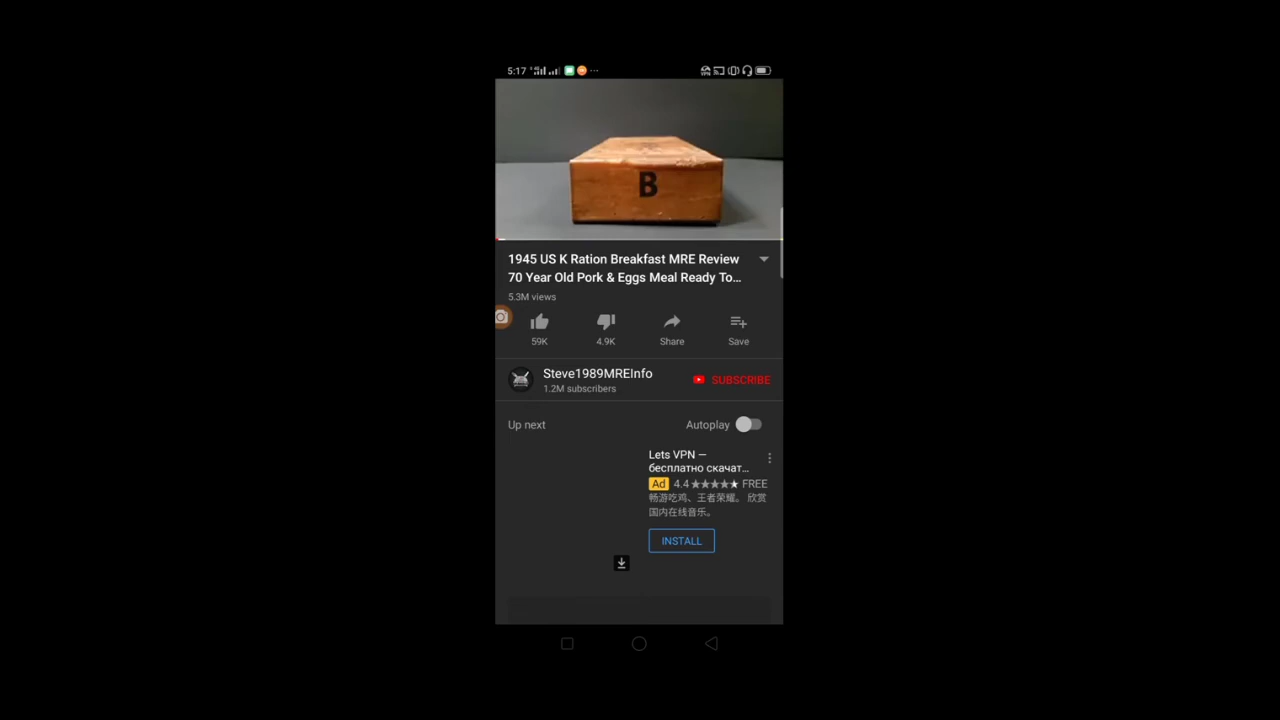 5:17
B
1945 US K Ration Breakfast MRE Review
70 Year Old Pork & Eggs Meal Ready To...
5.3M views
59K 4.9K Share Save
Steve1989MREInfo
1.2M subscribers
SUBSCRIBE
Up next Autoplay
Lets VPN —
бесплатно скачат...
Ad 4.4★★★★★ FREE
畅游吃鸡、王者荣耀。 欣赏
国内在线音乐。
INSTALL